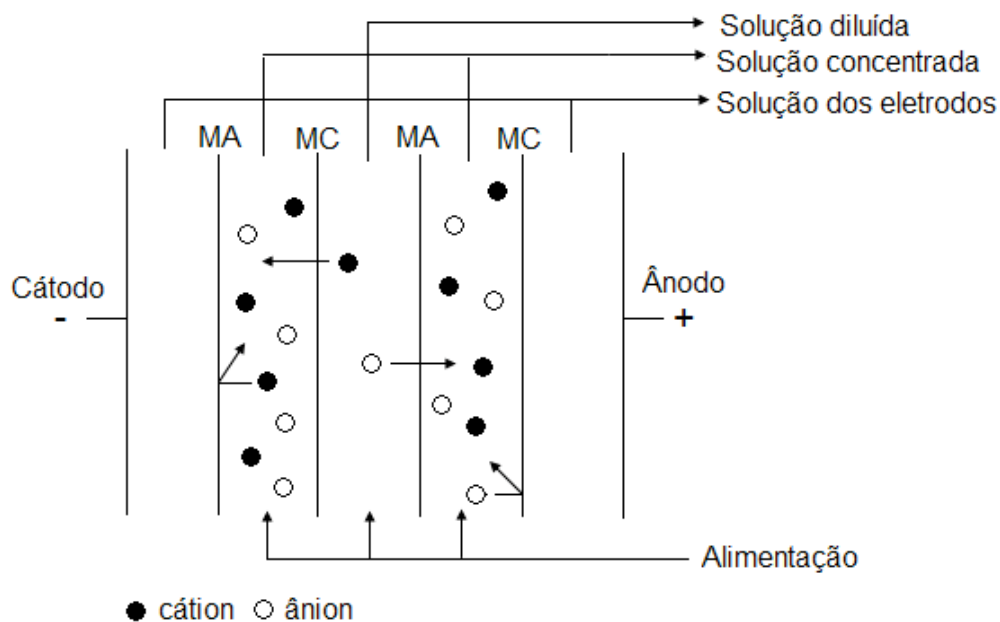 Solução diluída
Solução concentrada
Solução dos eletrodos
MA MC MA MC
Cátodo
-
Ânodo
+
Alimentação
cátion ânion